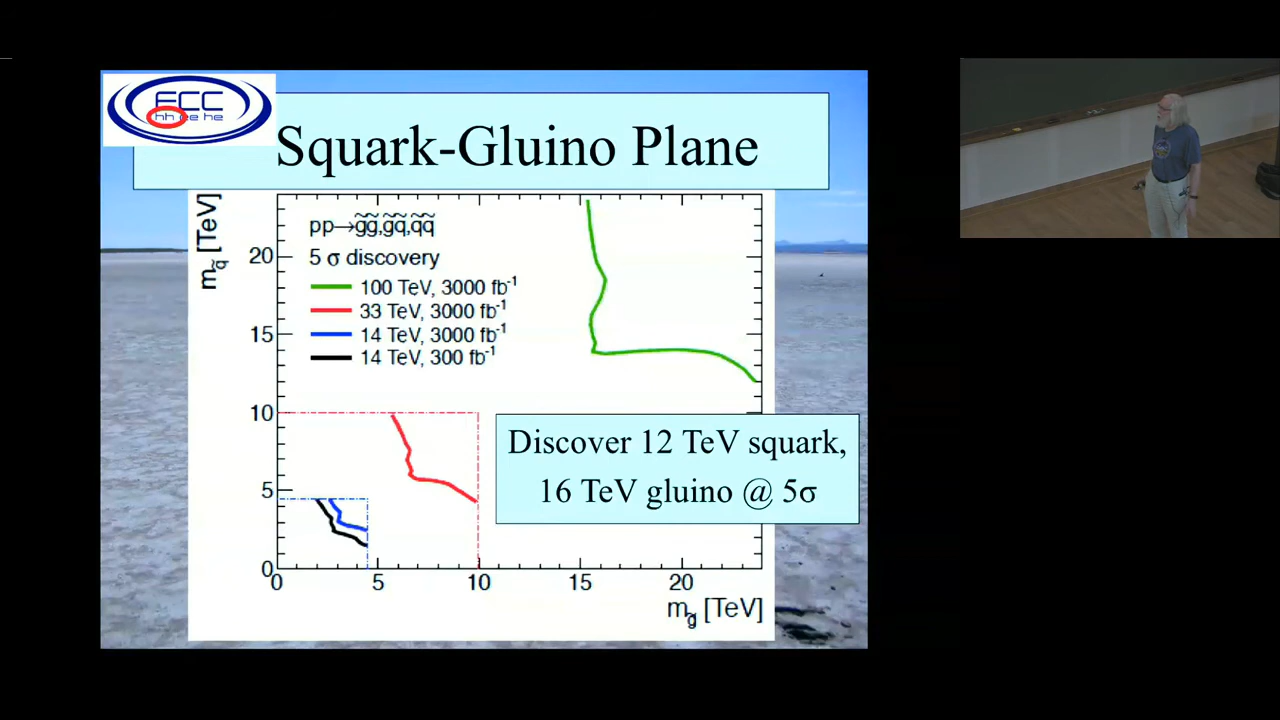 FCC
hh ee he
Squark-Gluino Plane
m_q̃ [TeV]
pp→g̃g̃,g̃q̃,q̃q̃
5 σ discovery
100 TeV, 3000 fb⁻¹
33 TeV, 3000 fb⁻¹
14 TeV, 3000 fb⁻¹
14 TeV, 300 fb⁻¹
20
15
10
5
0
Discover 12 TeV squark,
16 TeV gluino @ 5σ
0 5 10 15 20
m_g̃ [TeV]